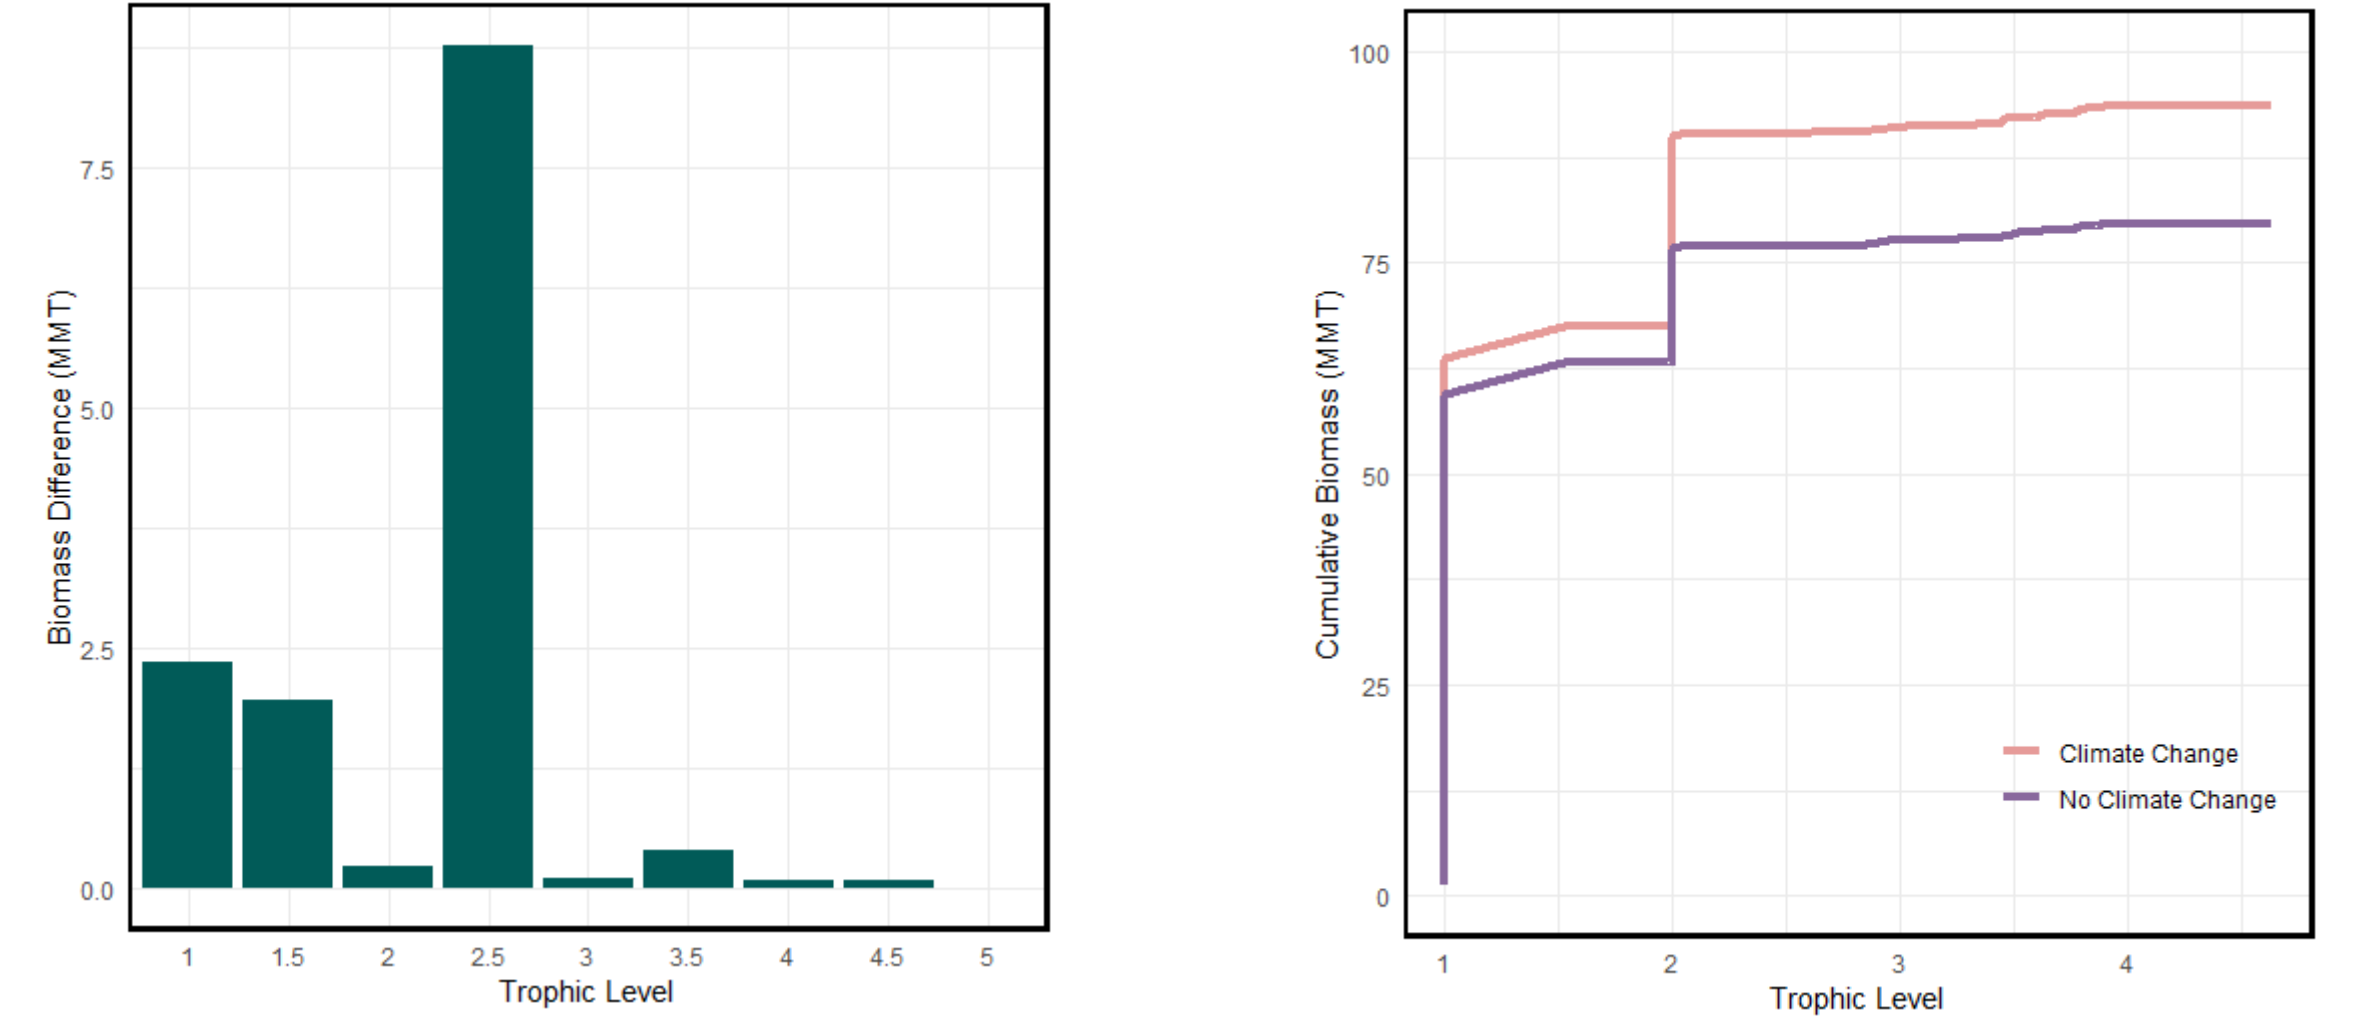 Biomass Difference (MMT)
7.5
5.0
2.5
0.0
1 1.5 2 2.5 3 3.5 4 4.5 5
Trophic Level
Cumulative Biomass (MMT)
100
75
50
25
0
Climate Change
No Climate Change
1 2 3 4
Trophic Level